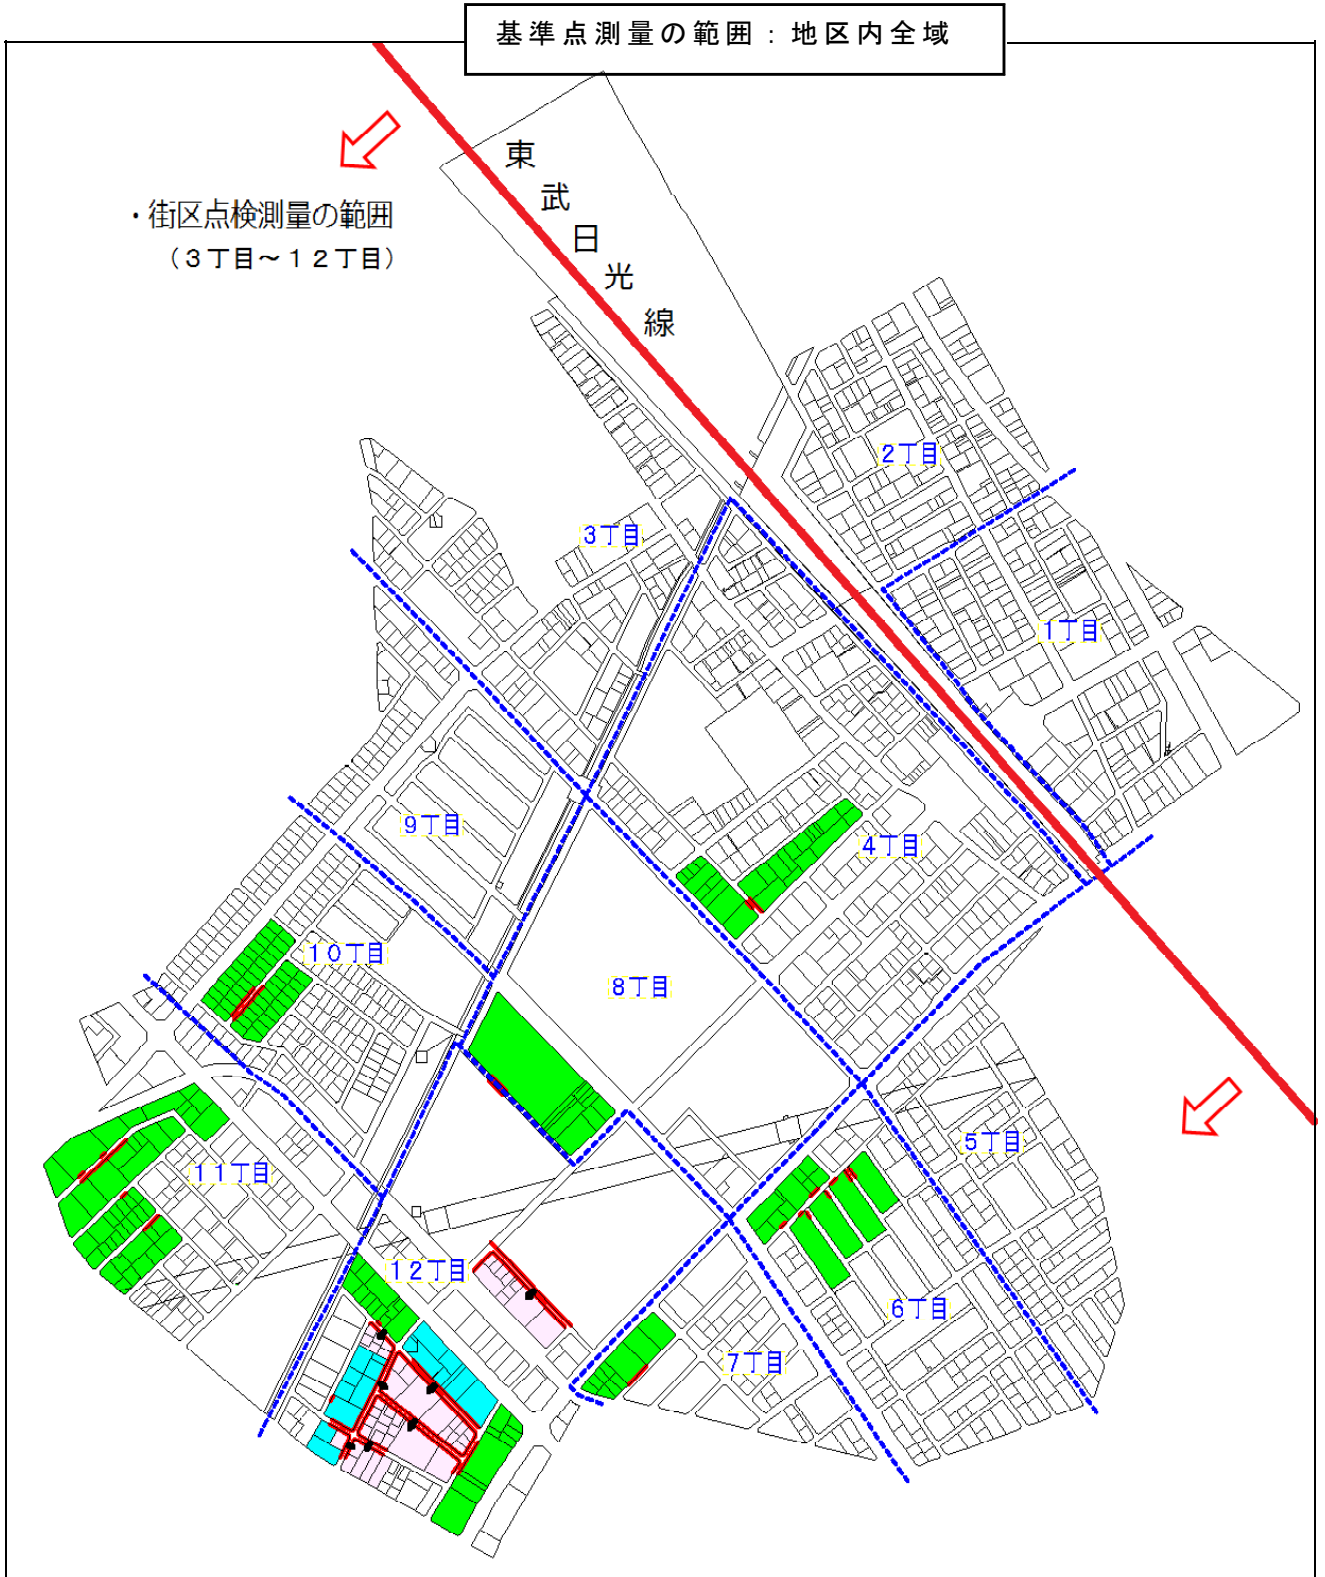 基準点測量の範囲：地区内全域
・街区点検測量の範囲
（３丁目～１２丁目）
東武日光線
２丁目
３丁目
１丁目
９丁目
４丁目
１０丁目
８丁目
５丁目
１１丁目
１２丁目
６丁目
７丁目